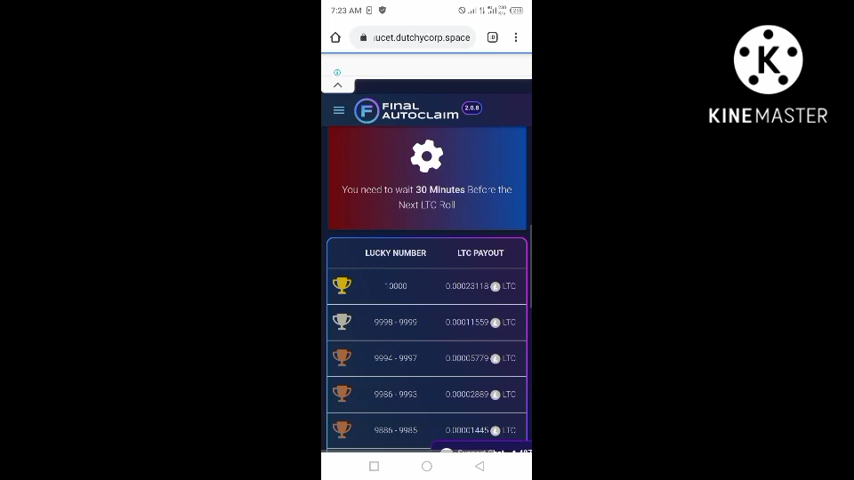 7:23 AM
ucet.dutchycorp.space
FINAL AUTOCLAIM 2.0.0
KINEMASTER
You need to wait 30 Minutes Before the
Next LTC Roll
LUCKY NUMBER LTC PAYOUT
10000 0.00023118 LTC
9998 - 9999 0.00011559 LTC
9994 - 9997 0.00005779 LTC
9986 - 9993 0.00002889 LTC
9886 - 9985 0.00001445 LTC